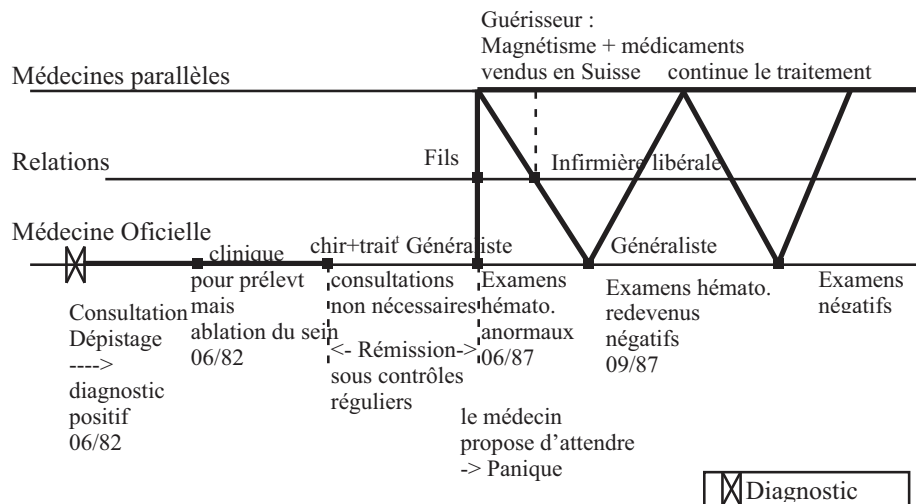 Guérisseur :
Magnétisme + médicaments
vendus en Suisse
continue le traitement
Médecines parallèles
Relations
Fils
Infirmière libérale
Médecine Oficielle
clinique
pour prélevt
mais
ablation du sein
06/82
chir+traitt
Généraliste
Généraliste
Consultation
Dépistage
---->
diagnostic
positif
06/82
consultations
non nécessaires
<- Rémission->
sous contrôles
réguliers
Examens
hémato.
anormaux
06/87
le médecin
propose d’attendre
-> Panique
Examens hémato.
redevenus
négatifs
09/87
Examens
négatifs
Diagnostic